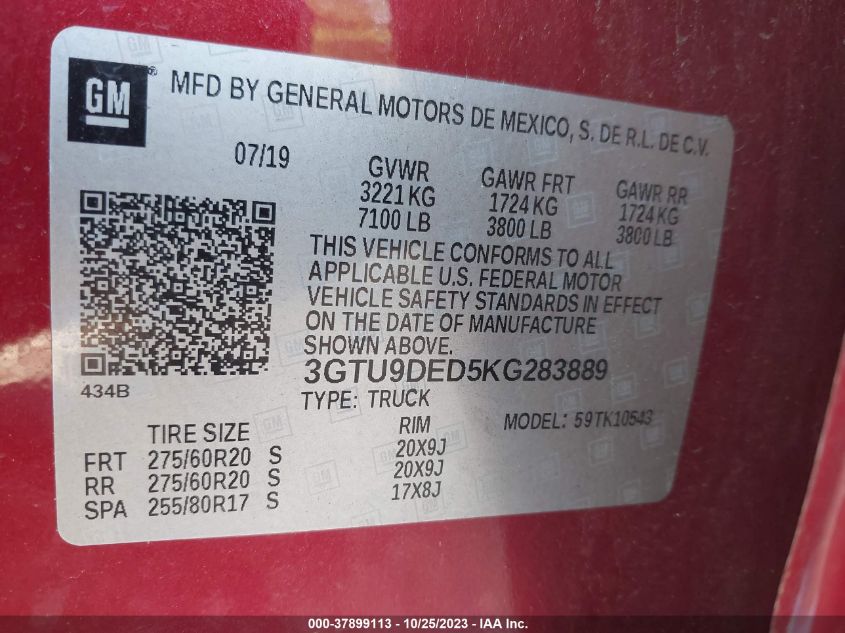 GM ® MFD BY GENERAL MOTORS DE MEXICO, S. DE R.L. DE C.V.
07/19
GVWR GAWR FRT GAWR RR
3221 KG 1724 KG 1724 KG
7100 LB 3800 LB 3800 LB
THIS VEHICLE CONFORMS TO ALL
APPLICABLE U.S. FEDERAL MOTOR
VEHICLE SAFETY STANDARDS IN EFFECT
ON THE DATE OF MANUFACTURE
SHOWN ABOVE.
434B
3GTU9DED5KG283889
TYPE: TRUCK
MODEL: 59TK10543
TIRE SIZE RIM
FRT 275/60R20 S 20X9J
RR 275/60R20 S 20X9J
SPA 255/80R17 S 17X8J
000-37899113 - 10/25/2023